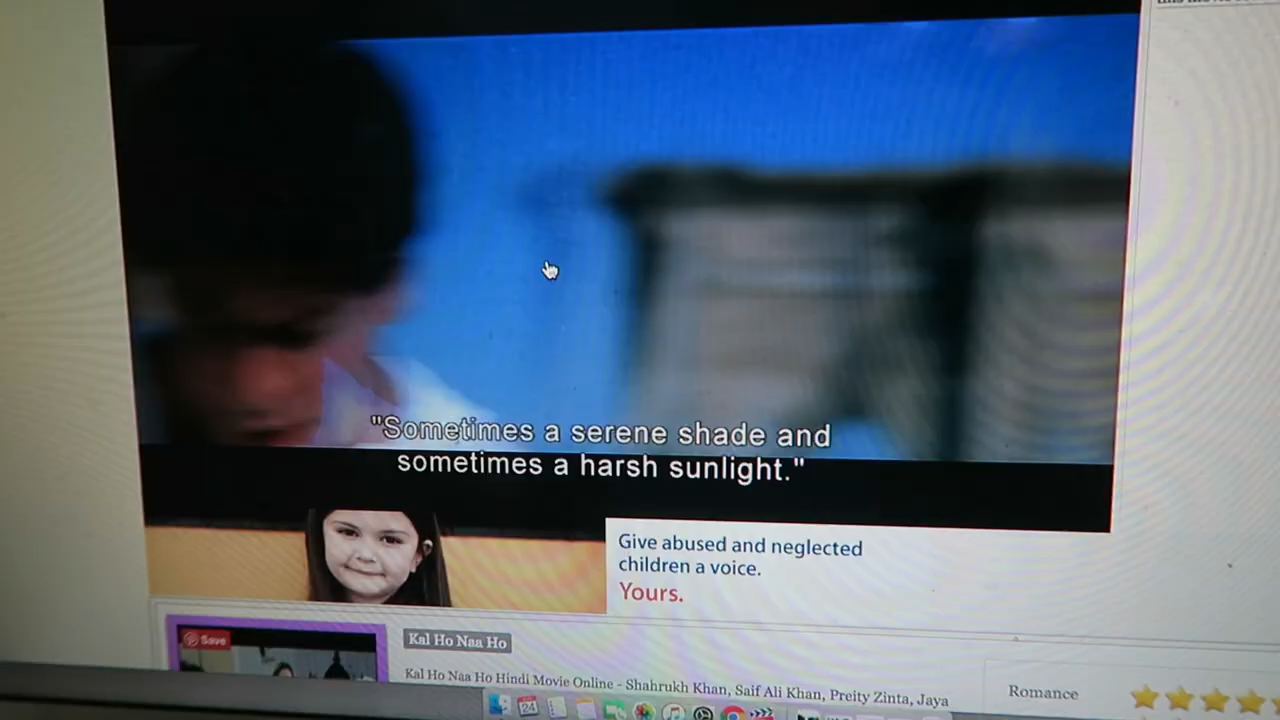 "Sometimes a serene shade and
sometimes a harsh sunlight."
Give abused and neglected
children a voice.
Yours.
Save
Kal Ho Naa Ho
Kal Ho Naa Ho Hindi Movie Online - Shahrukh Khan, Saif Ali Khan, Preity Zinta, Jaya
Romance
24